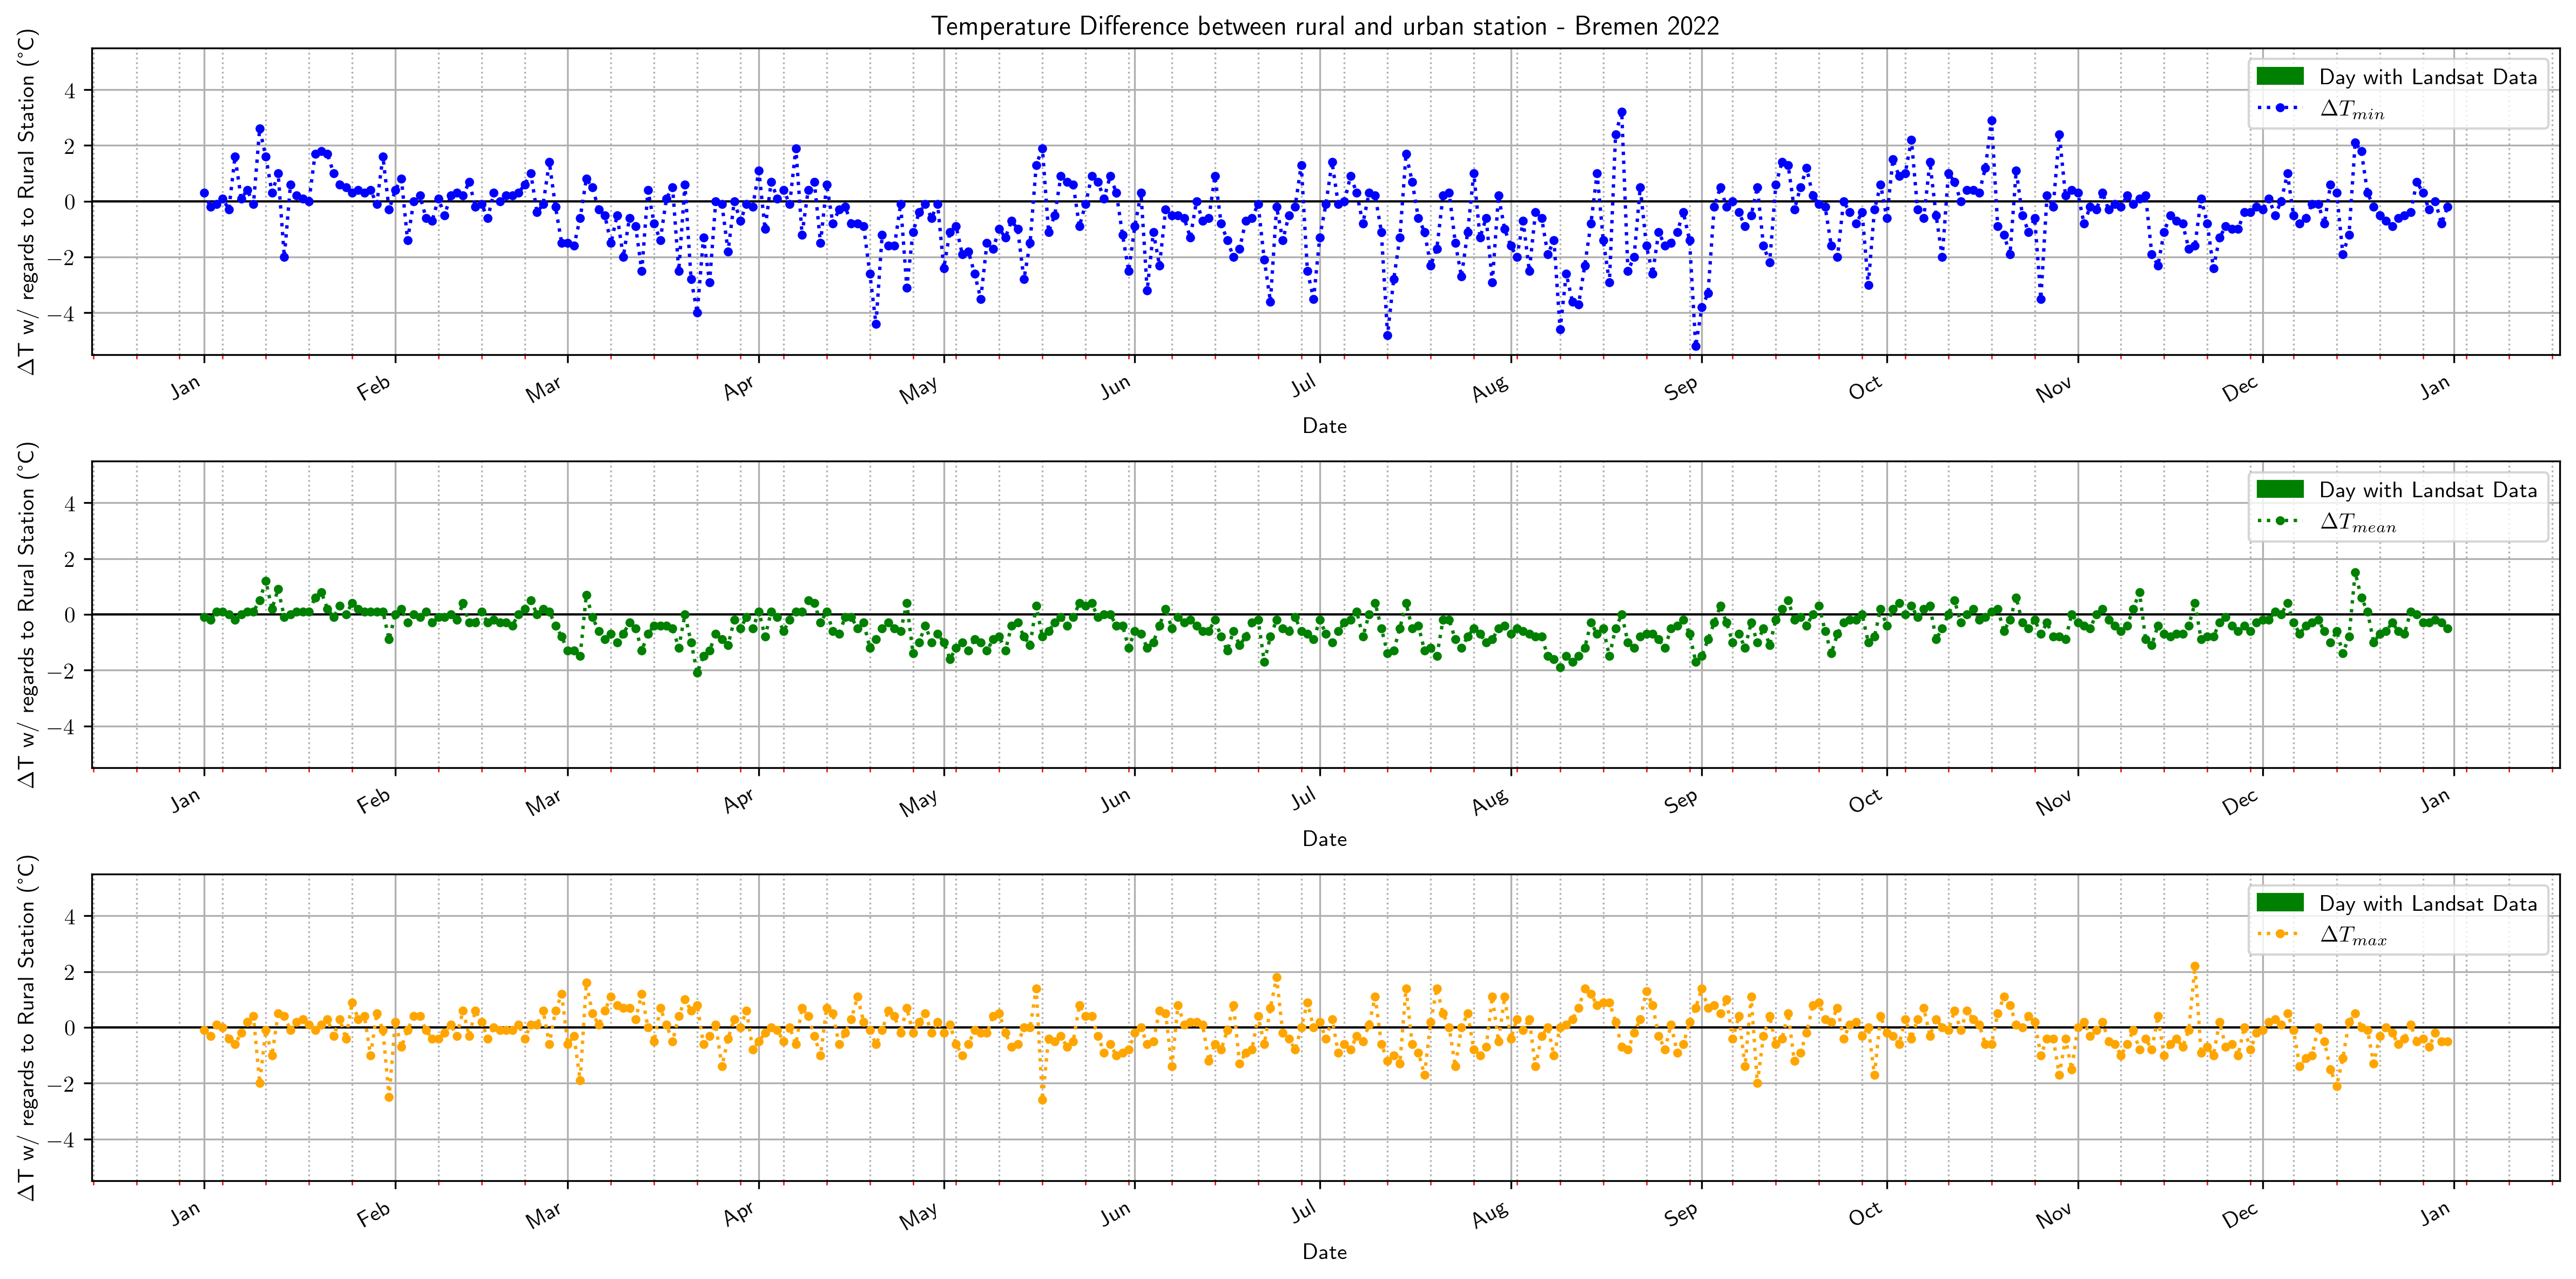 Temperature Difference between rural and urban station - Bremen 2022
ΔT w/ regards to Rural Station (°C)
4
2
0
−2
−4
Day with Landsat Data
ΔT_min
Jan Feb Mar Apr May Jun Jul Aug Sep Oct Nov Dec Jan
Date
ΔT w/ regards to Rural Station (°C)
4
2
0
−2
−4
Day with Landsat Data
ΔT_mean
Jan Feb Mar Apr May Jun Jul Aug Sep Oct Nov Dec Jan
Date
ΔT w/ regards to Rural Station (°C)
4
2
0
−2
−4
Day with Landsat Data
ΔT_max
Jan Feb Mar Apr May Jun Jul Aug Sep Oct Nov Dec Jan
Date